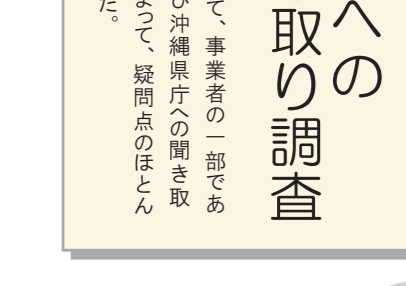 への
取り調査
て、事業者の一部であ
び沖縄県庁への聞き取
よって、疑問点のほとん
た。